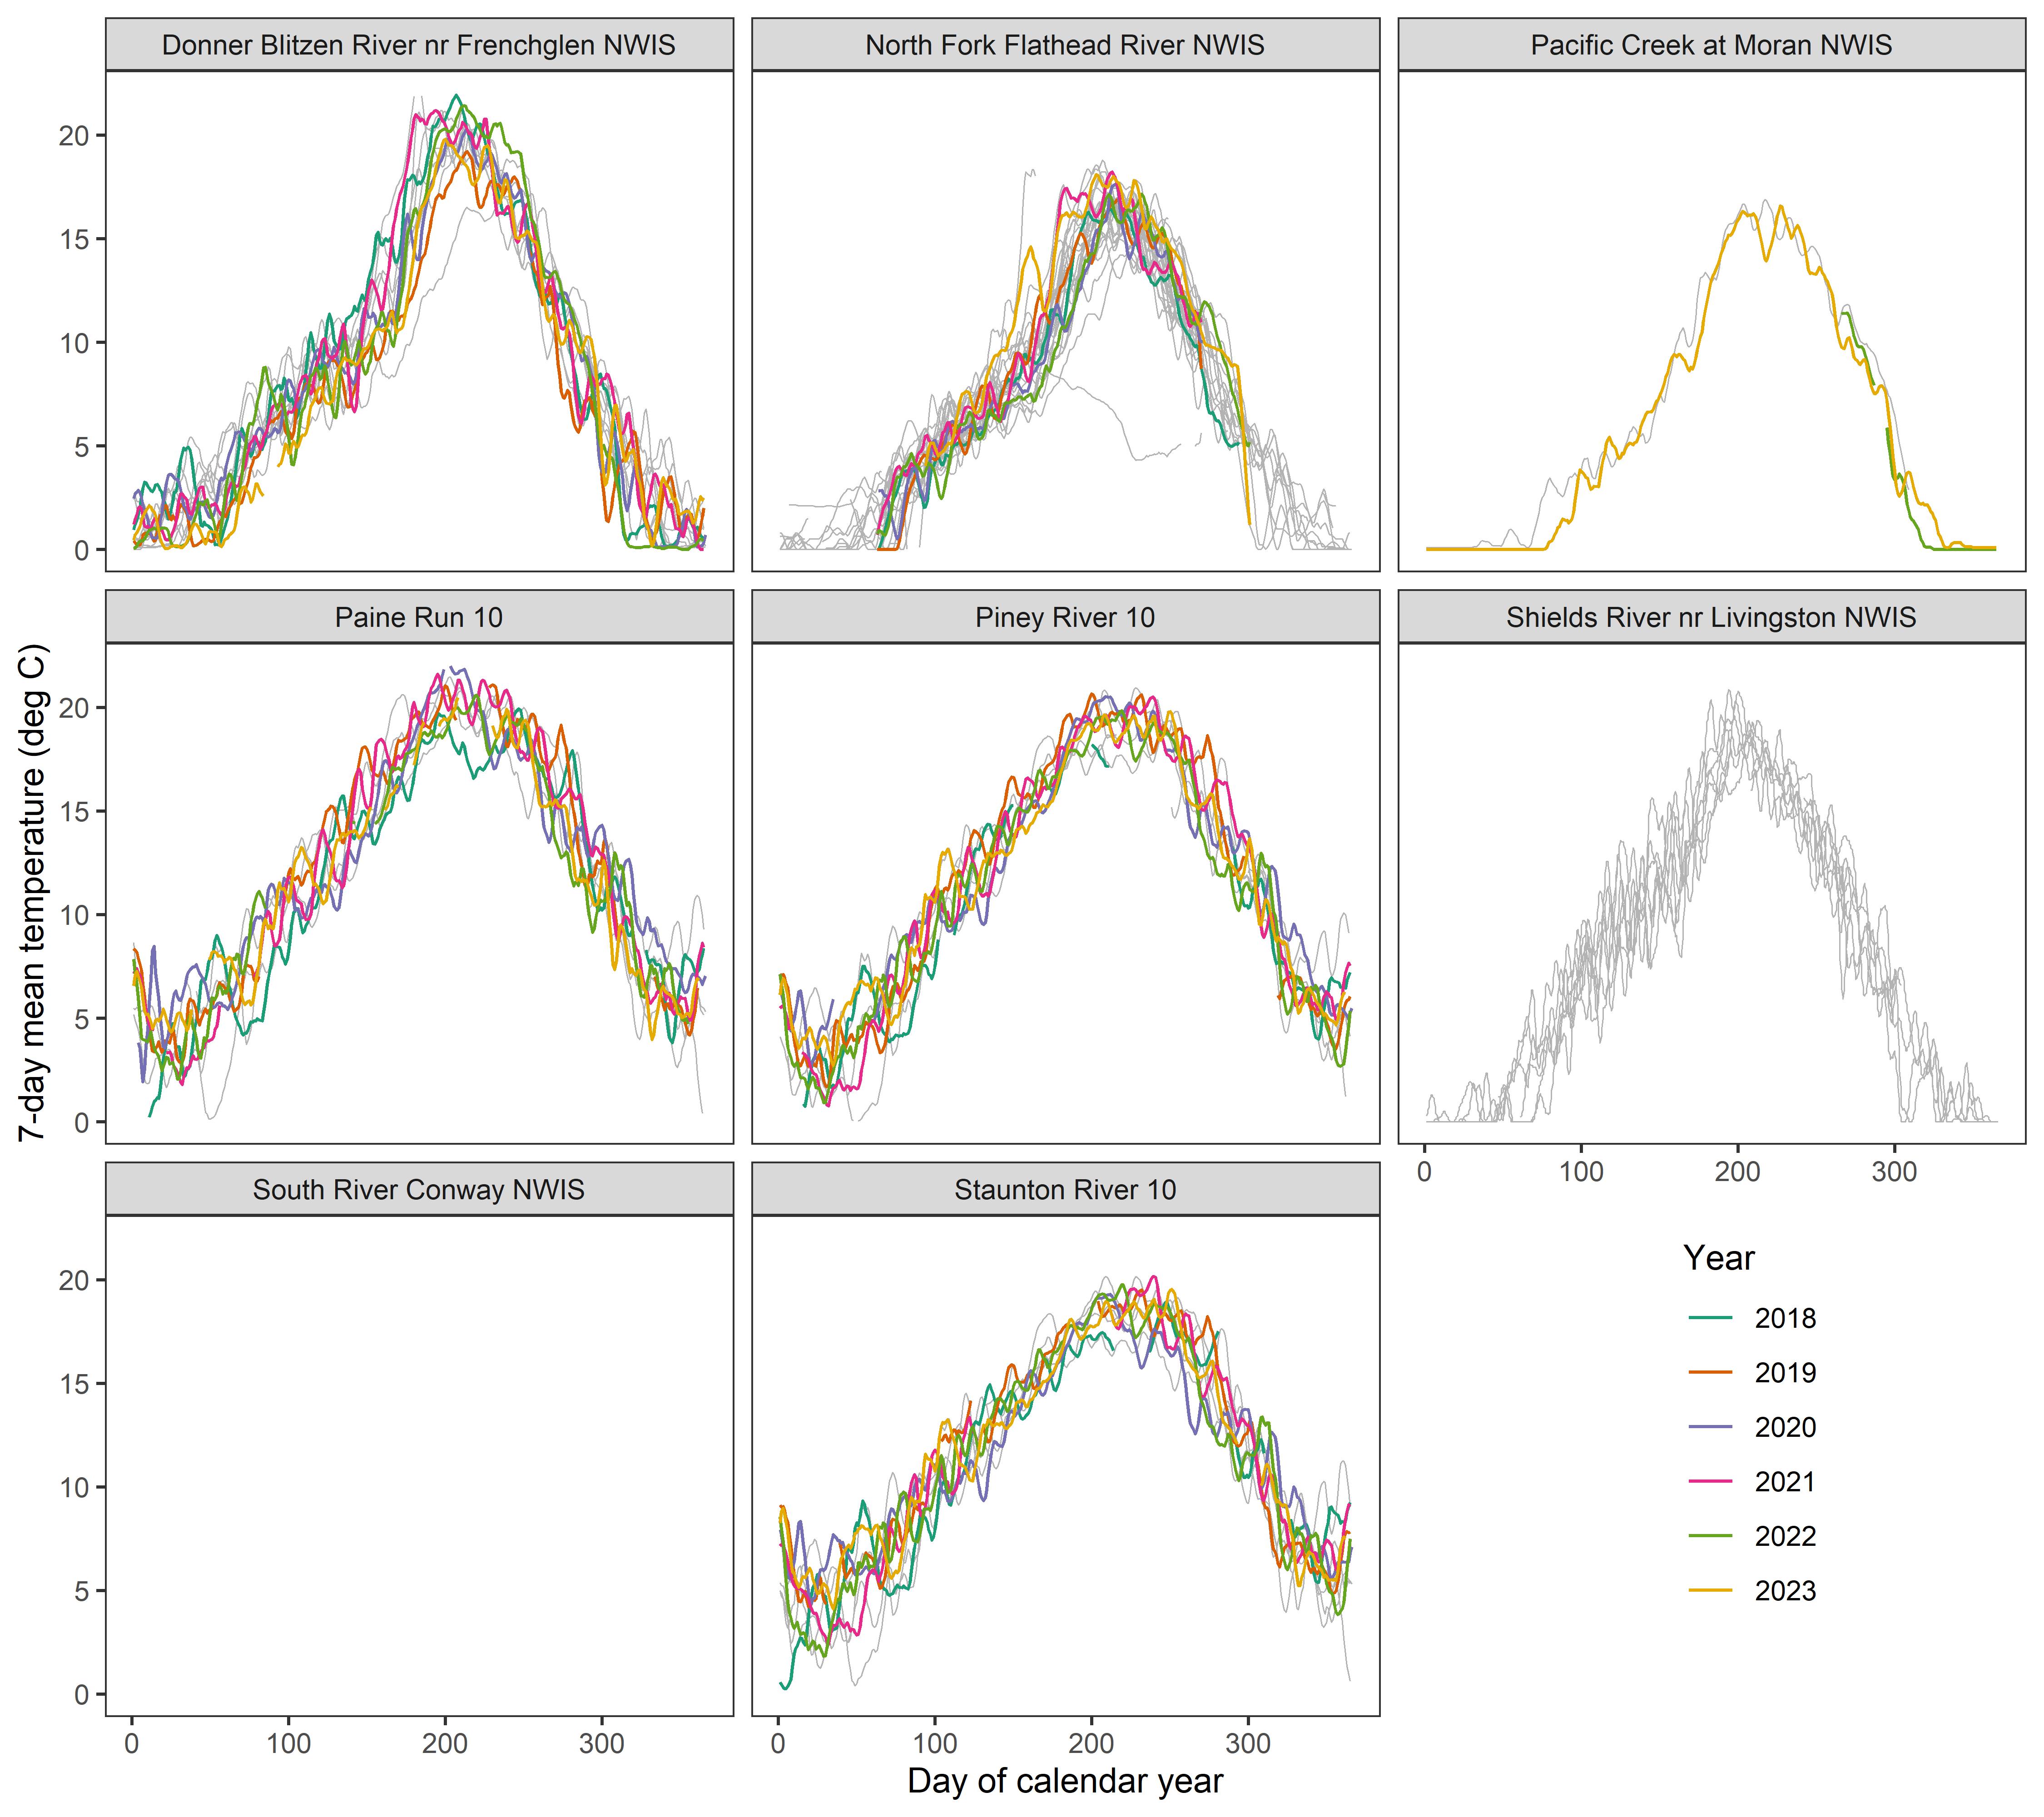 Donner Blitzen River nr Frenchglen NWIS
North Fork Flathead River NWIS
Pacific Creek at Moran NWIS
20
15
10
5
0
Paine Run 10
Piney River 10
Shields River nr Livingston NWIS
7-day mean temperature (deg C)
20
15
10
5
0
0 100 200 300
South River Conway NWIS
Staunton River 10
20
15
10
5
0
0 100 200 300
0 100 200 300
Day of calendar year
Year
2018
2019
2020
2021
2022
2023